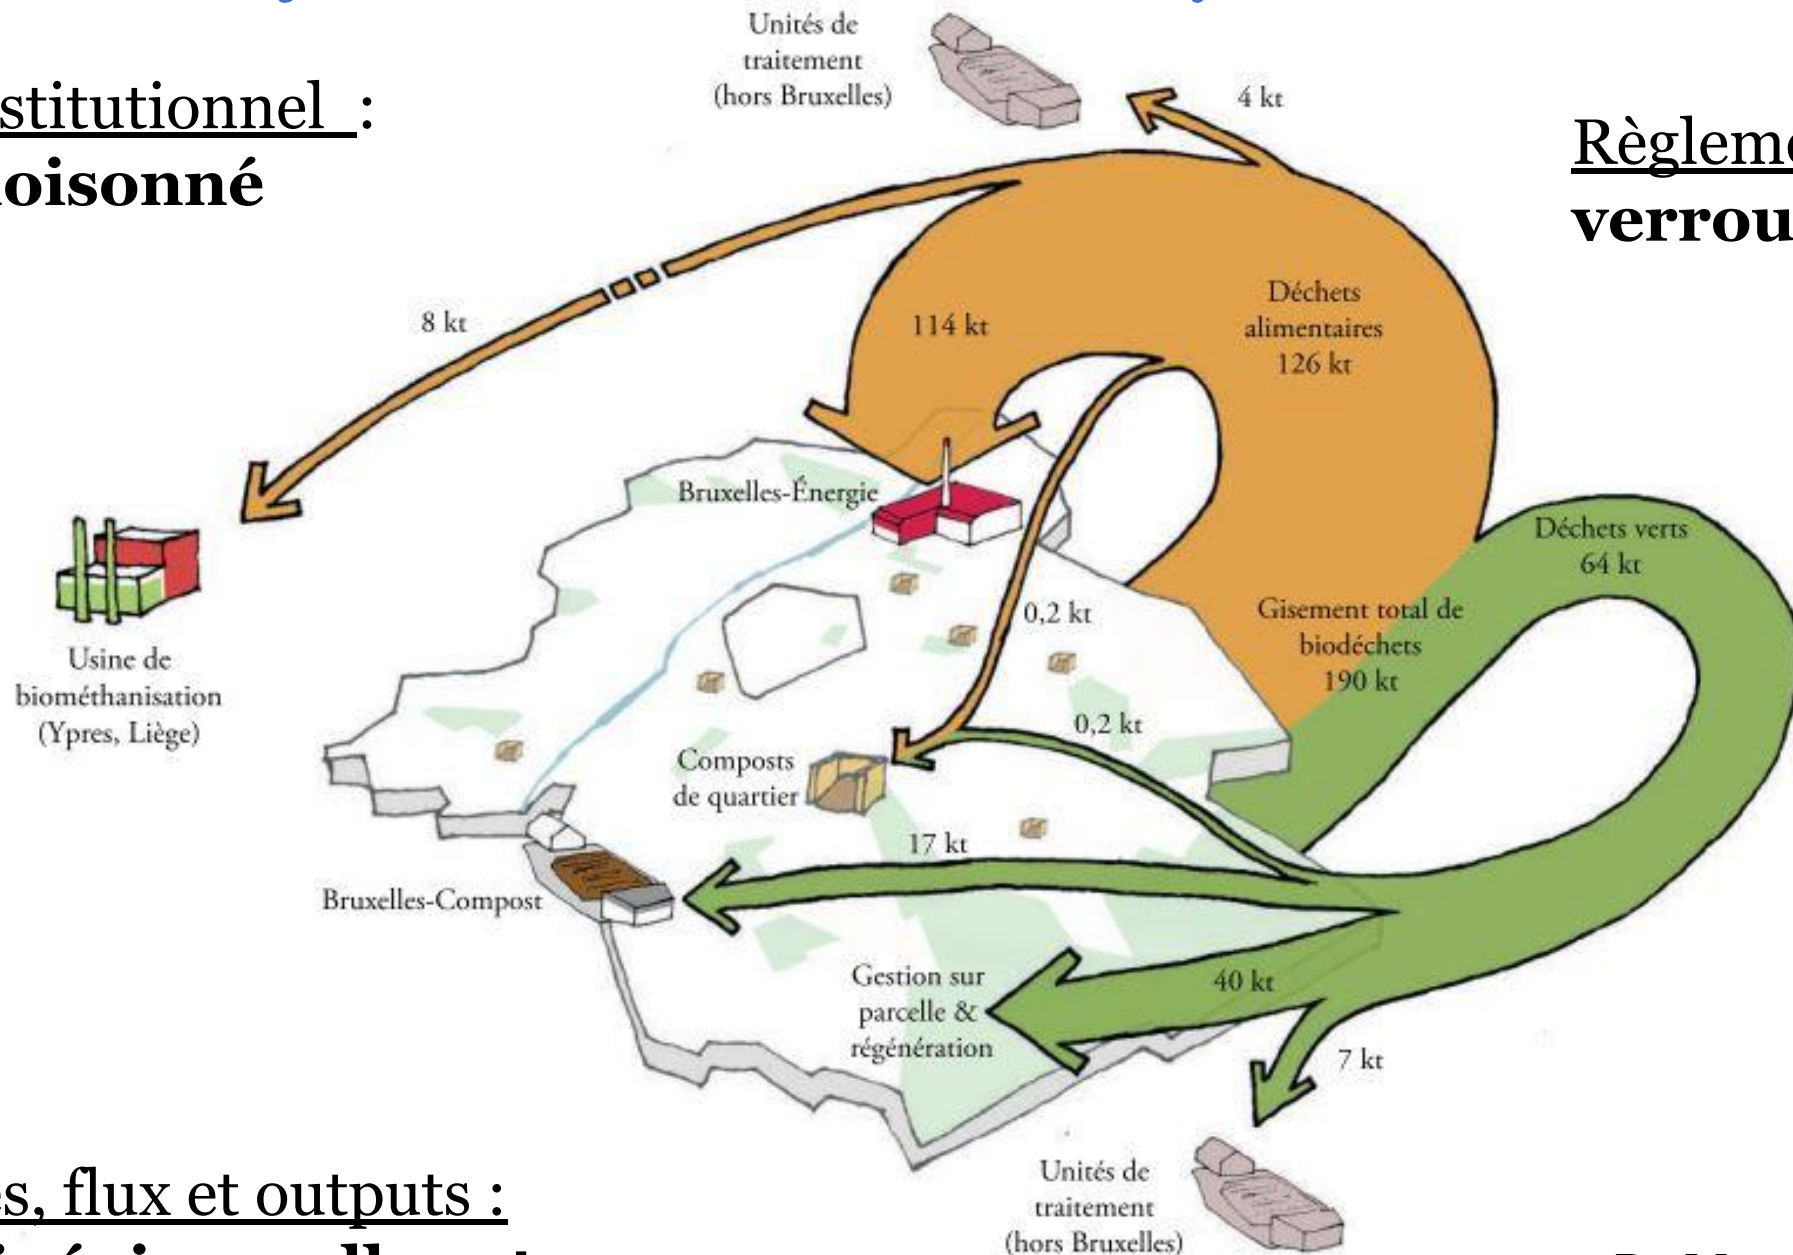 Unités de
traitement
(hors Bruxelles)
4 kt
stitutionnel :
oisonné
Règleme
verrou
Déchets
alimentaires
126 kt
8 kt
114 kt
Bruxelles-Énergie
Déchets verts
64 kt
Gisement total de
biodéchets
190 kt
0,2 kt
Usine de
biométhanisation
(Ypres, Liège)
0,2 kt
Composts
de quartier
17 kt
Bruxelles-Compost
Gestion sur
parcelle &
régénération
40 kt
7 kt
Unités de
traitement
(hors Bruxelles)
s, flux et outputs :